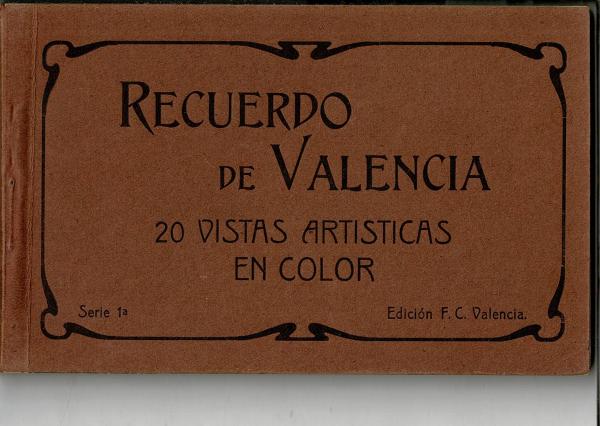 RECUERDO
DE VALENCIA
20 VISTAS ARTISTICAS
EN COLOR
Serie 1ª
Edición F. C. Valencia.